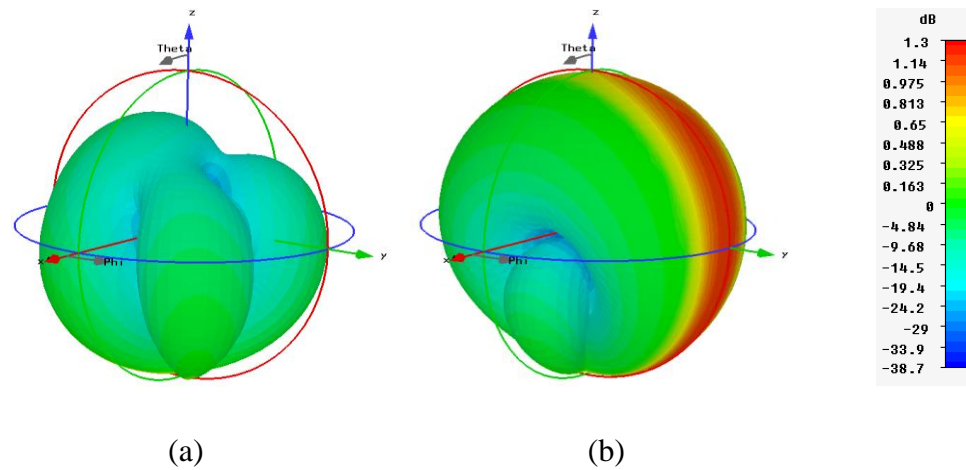 z
Theta
x
Phi
y
z
Theta
x
Phi
y
dB
1.3
1.14
0.975
0.813
0.65
0.488
0.325
0.163
0
-4.84
-9.68
-14.5
-19.4
-24.2
-29
-33.9
-38.7
(a)
(b)